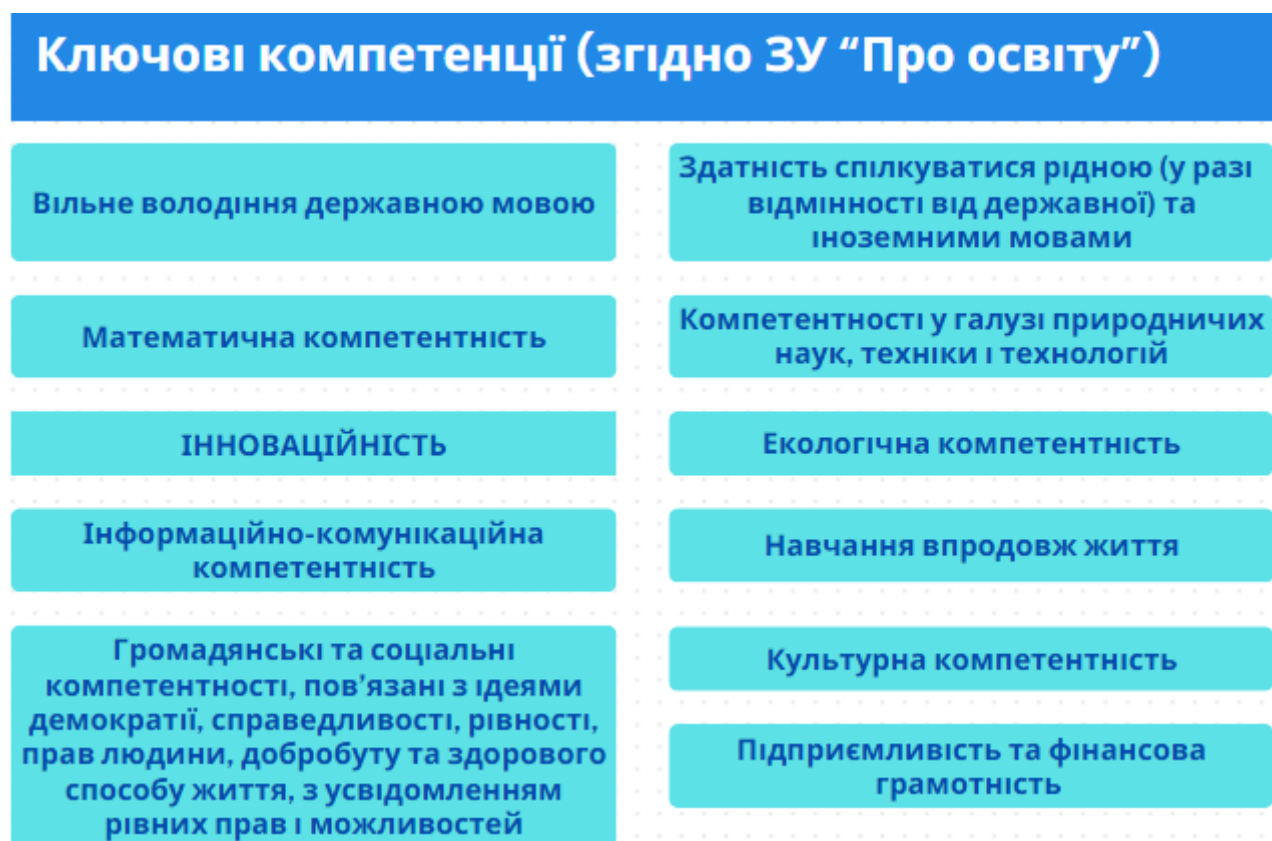 Ключові компетенції (згідно ЗУ “Про освіту”)
Вільне володіння державною мовою
Здатність спілкуватися рідною (у разі
відмінності від державної) та
іноземними мовами
Математична компетентність
Компетентності у галузі природничих
наук, техніки і технологій
ІННОВАЦІЙНІСТЬ
Екологічна компетентність
Інформаційно-комунікаційна
компетентність
Навчання впродовж життя
Громадянські та соціальні
компетентності, пов’язані з ідеями
демократії, справедливості, рівності,
прав людини, добробуту та здорового
способу життя, з усвідомленням
рівних прав і можливостей
Культурна компетентність
Підприємливість та фінансова
грамотність